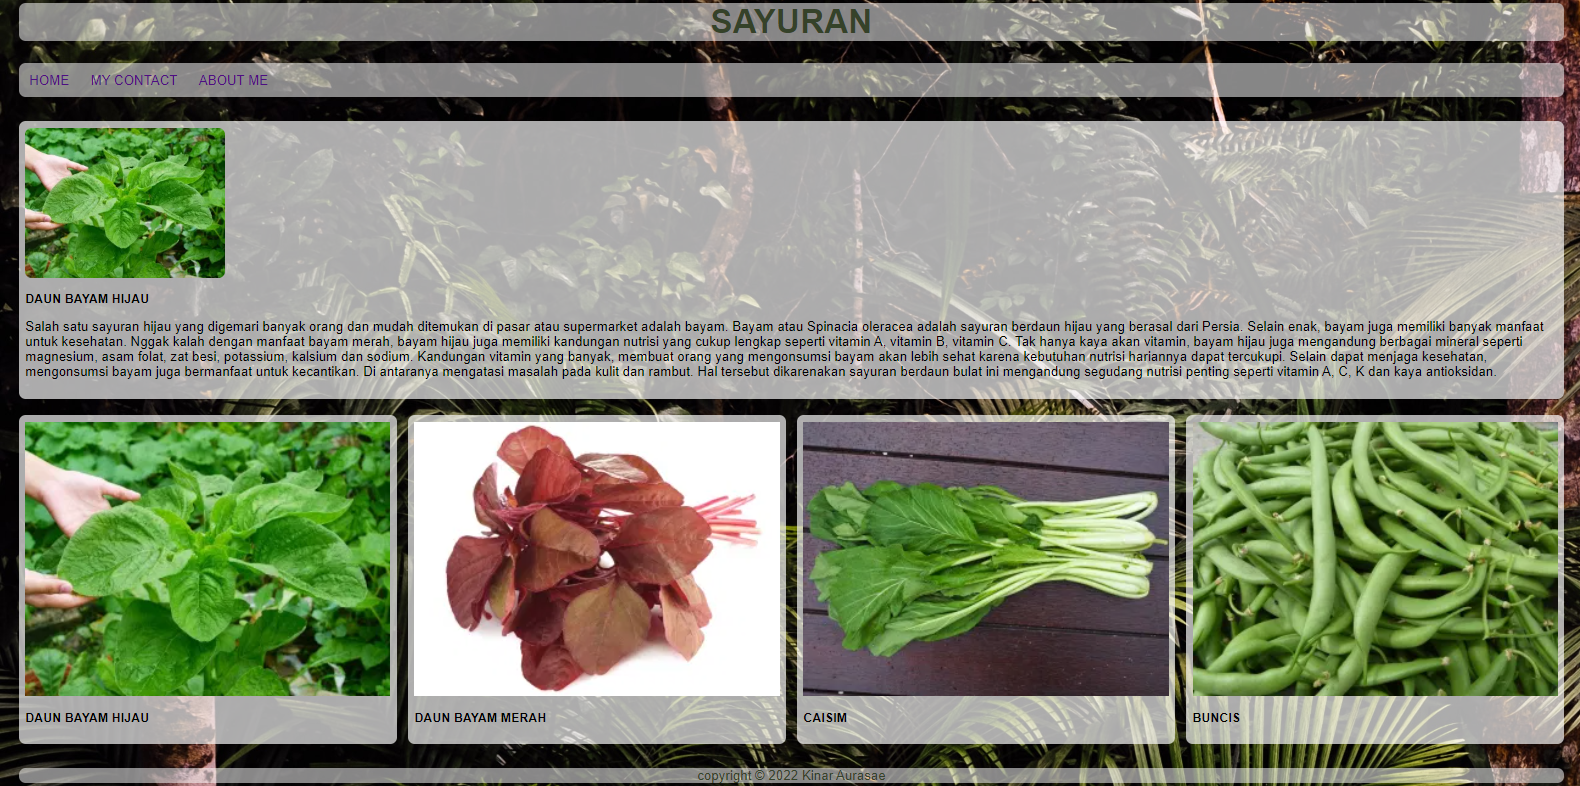 SAYURAN
HOME MY CONTACT ABOUT ME
DAUN BAYAM HIJAU
Salah satu sayuran hijau yang digemari banyak orang dan mudah ditemukan di pasar atau supermarket adalah bayam. Bayam atau Spinacia oleracea adalah sayuran berdaun hijau yang berasal dari Persia. Selain enak, bayam juga memiliki banyak manfaat
untuk kesehatan. Nggak kalah dengan manfaat bayam merah, bayam hijau juga memiliki kandungan nutrisi yang cukup lengkap seperti vitamin A, vitamin B, vitamin C. Tak hanya kaya akan vitamin, bayam hijau juga mengandung berbagai mineral seperti
magnesium, asam folat, zat besi, potassium, kalsium dan sodium. Kandungan vitamin yang banyak, membuat orang yang mengonsumsi bayam akan lebih sehat karena kebutuhan nutrisi hariannya dapat tercukupi. Selain dapat menjaga kesehatan,
mengonsumsi bayam juga bermanfaat untuk kecantikan. Di antaranya mengatasi masalah pada kulit dan rambut. Hal tersebut dikarenakan sayuran berdaun bulat ini mengandung segudang nutrisi penting seperti vitamin A, C, K dan kaya antioksidan.
DAUN BAYAM HIJAU
DAUN BAYAM MERAH
CAISIM
BUNCIS
copyright © 2022 Kinar Aurasae